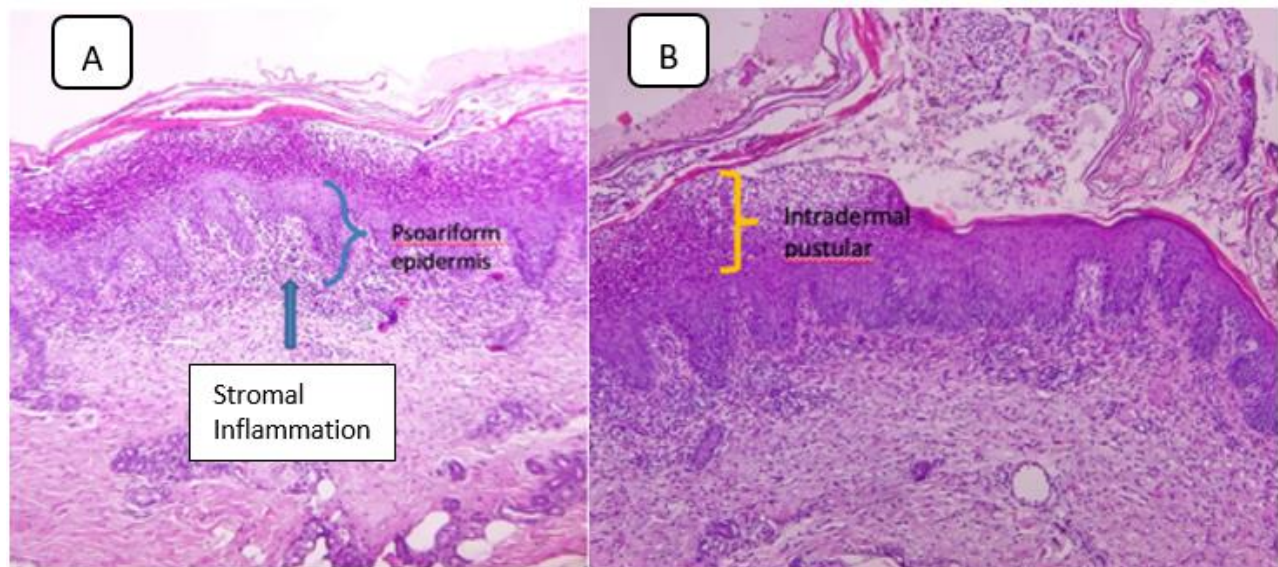 A
Psoariform
epidermis
Stromal
Inflammation
B
Intradermal
pustular